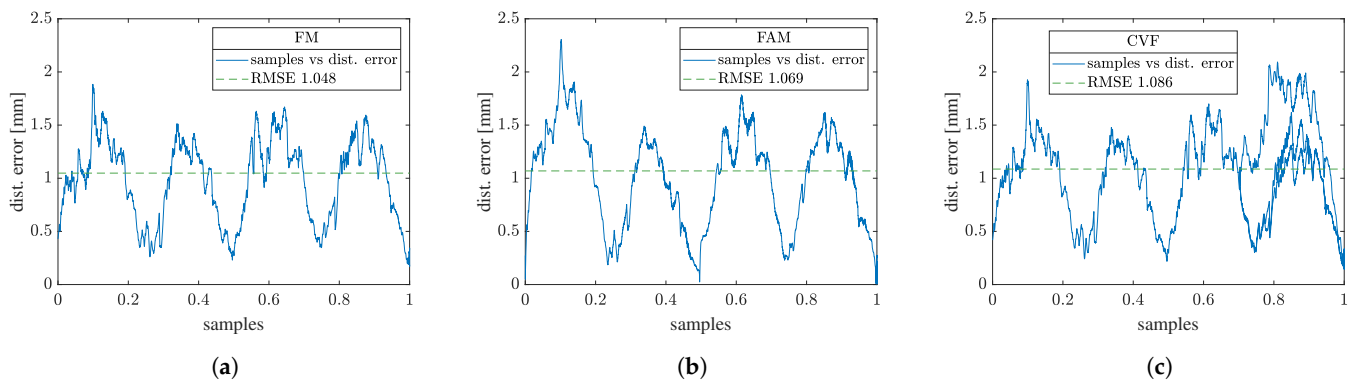 FM
samples vs dist. error
RMSE 1.048
dist. error [mm]
2.5
2
1.5
1
0.5
0
0 0.2 0.4 0.6 0.8 1
samples
(a)
FAM
samples vs dist. error
RMSE 1.069
dist. error [mm]
2.5
2
1.5
1
0.5
0
0 0.2 0.4 0.6 0.8 1
samples
(b)
CVF
samples vs dist. error
RMSE 1.086
dist. error [mm]
2.5
2
1.5
1
0.5
0
0 0.2 0.4 0.6 0.8 1
samples
(c)